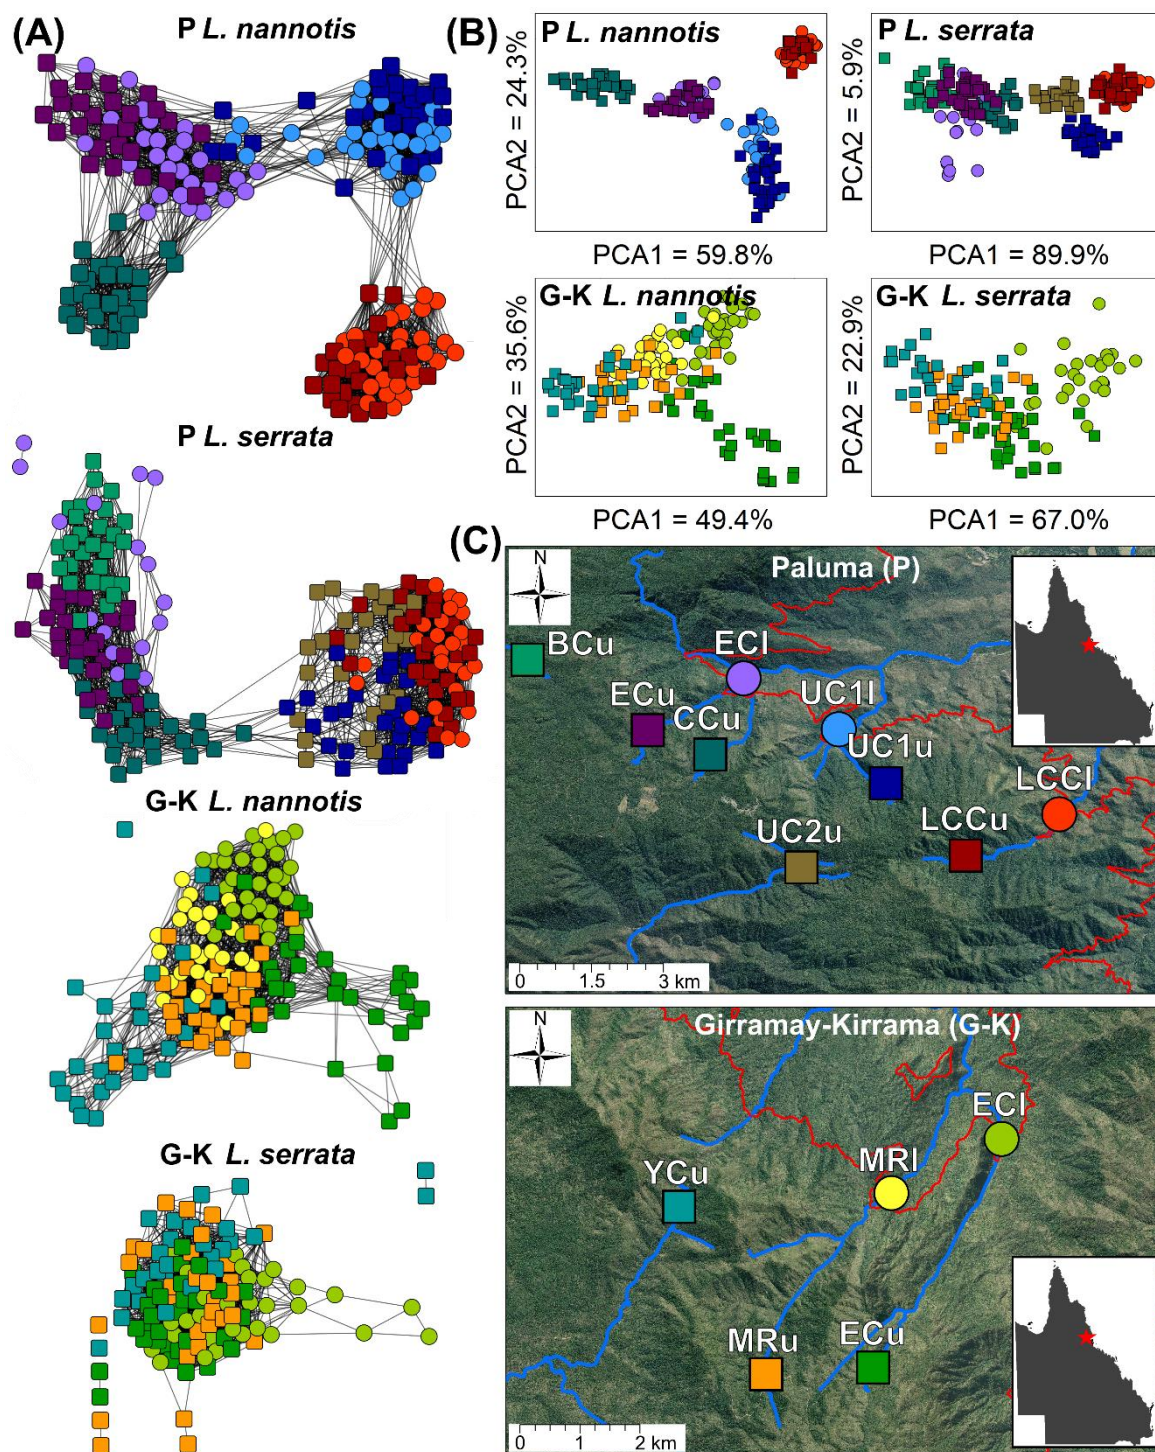 (A)
P L. nannotis
P L. serrata
G-K L. nannotis
G-K L. serrata
(B)
P L. nannotis
PCA2 = 24.3%
PCA1 = 59.8%
P L. serrata
PCA2 = 5.9%
PCA1 = 89.9%
G-K L. nannotis
PCA2 = 35.6%
PCA1 = 49.4%
G-K L. serrata
PCA2 = 22.9%
PCA1 = 67.0%
(C)
N
Paluma (P)
BCu
ECl
ECu
CCu
UC1l
UC1u
LCCl
UC2u
LCCu
0 1.5 3 km
N
Girramay-Kirrama (G-K)
ECl
MRl
YCu
MRu
ECu
0 1 2 km